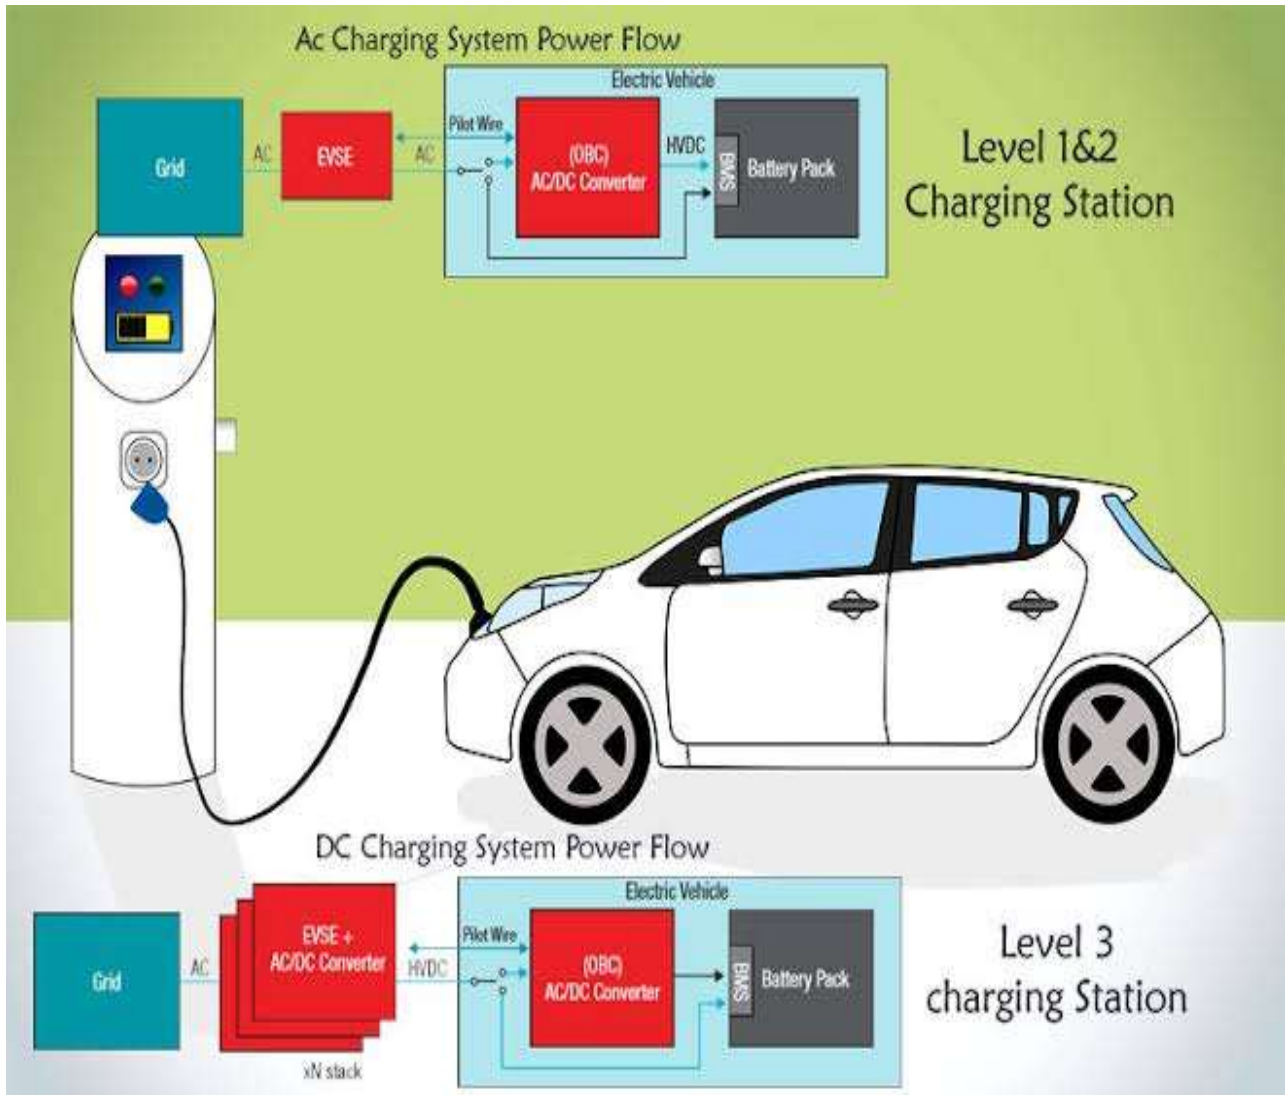 Ac Charging System Power Flow
Electric Vehicle
Grid
AC
EVSE
Pilot Wire
AC
(OBC)
AC/DC Converter
HVDC
BMS
Battery Pack
Level 1&2
Charging Station
DC Charging System Power Flow
Electric Vehicle
Grid
AC
EVSE +
AC/DC Converter
xN stack
Pilot Wire
HVDC
(OBC)
AC/DC Converter
BMS
Battery Pack
Level 3
charging Station